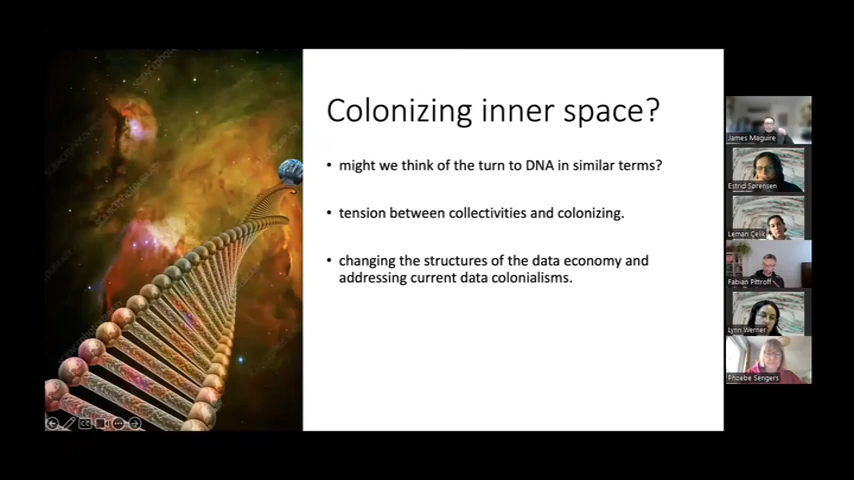 Colonizing inner space?
• might we think of the turn to DNA in similar terms?
• tension between collectivities and colonizing.
• changing the structures of the data economy and
addressing current data colonialisms.
James Maguire
Estrid Sørensen
Leman Çelik
Fabian Pittroff
Lynn Werner
Phoebe Sengers